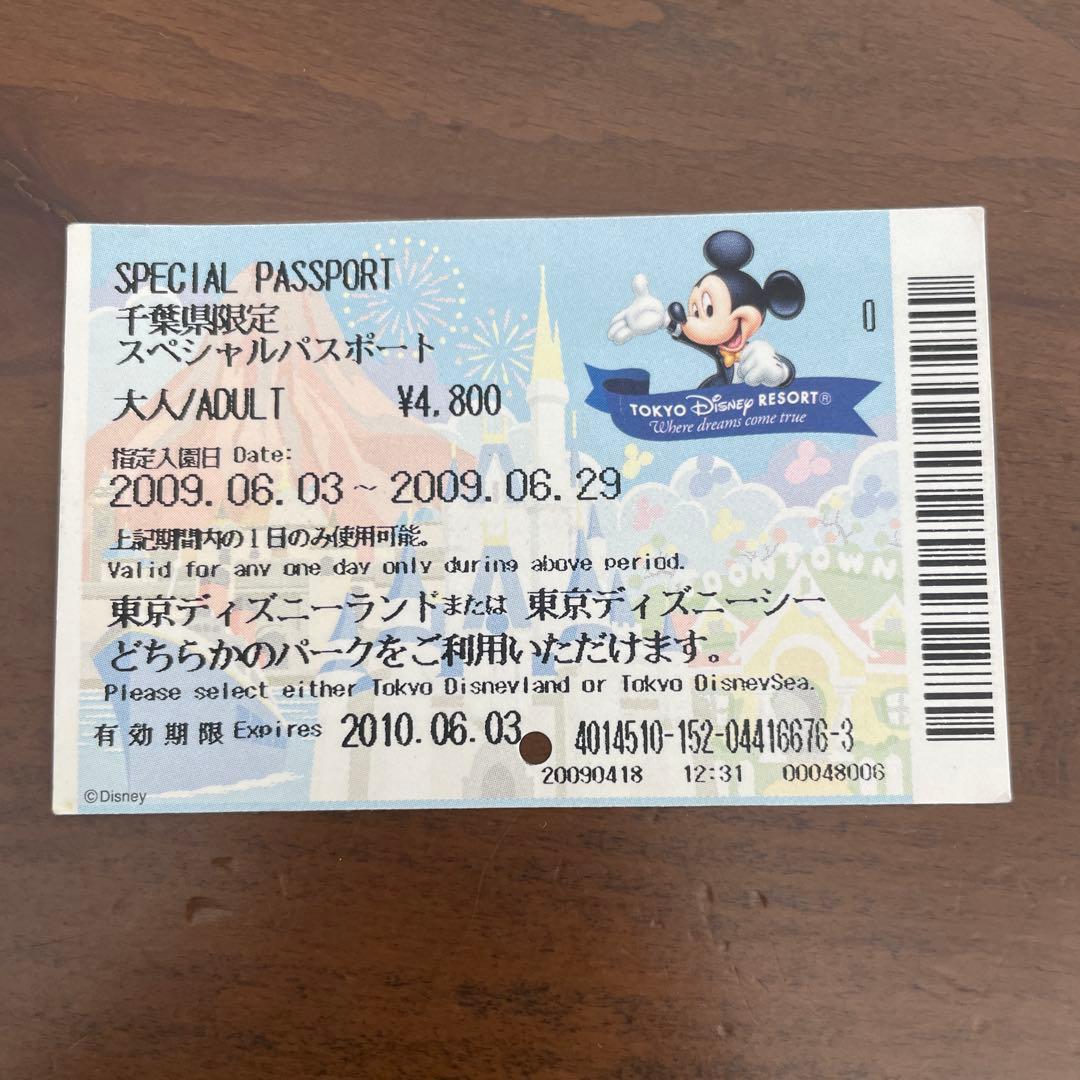 SPECIAL PASSPORT
千葉県限定
スペシャルパスポート
大人/ADULT ¥4,800
0
TOKYO Disney RESORT®
Where dreams come true
指定入園日 Date:
2009.06.03~2009.06.29
上記期間内の1日のみ使用可能。
Valid for any one day only during above period.
TOONTOWN
東京ディズニーランドまたは 東京ディズニーシー
どちらかのパークをご利用いただけます。
Please select either Tokyo Disneyland or Tokyo DisneySea.
有効期限 Expires 2010.06.03
4014510-152-04416676-3
20090418 12:31 00048006
©Disney